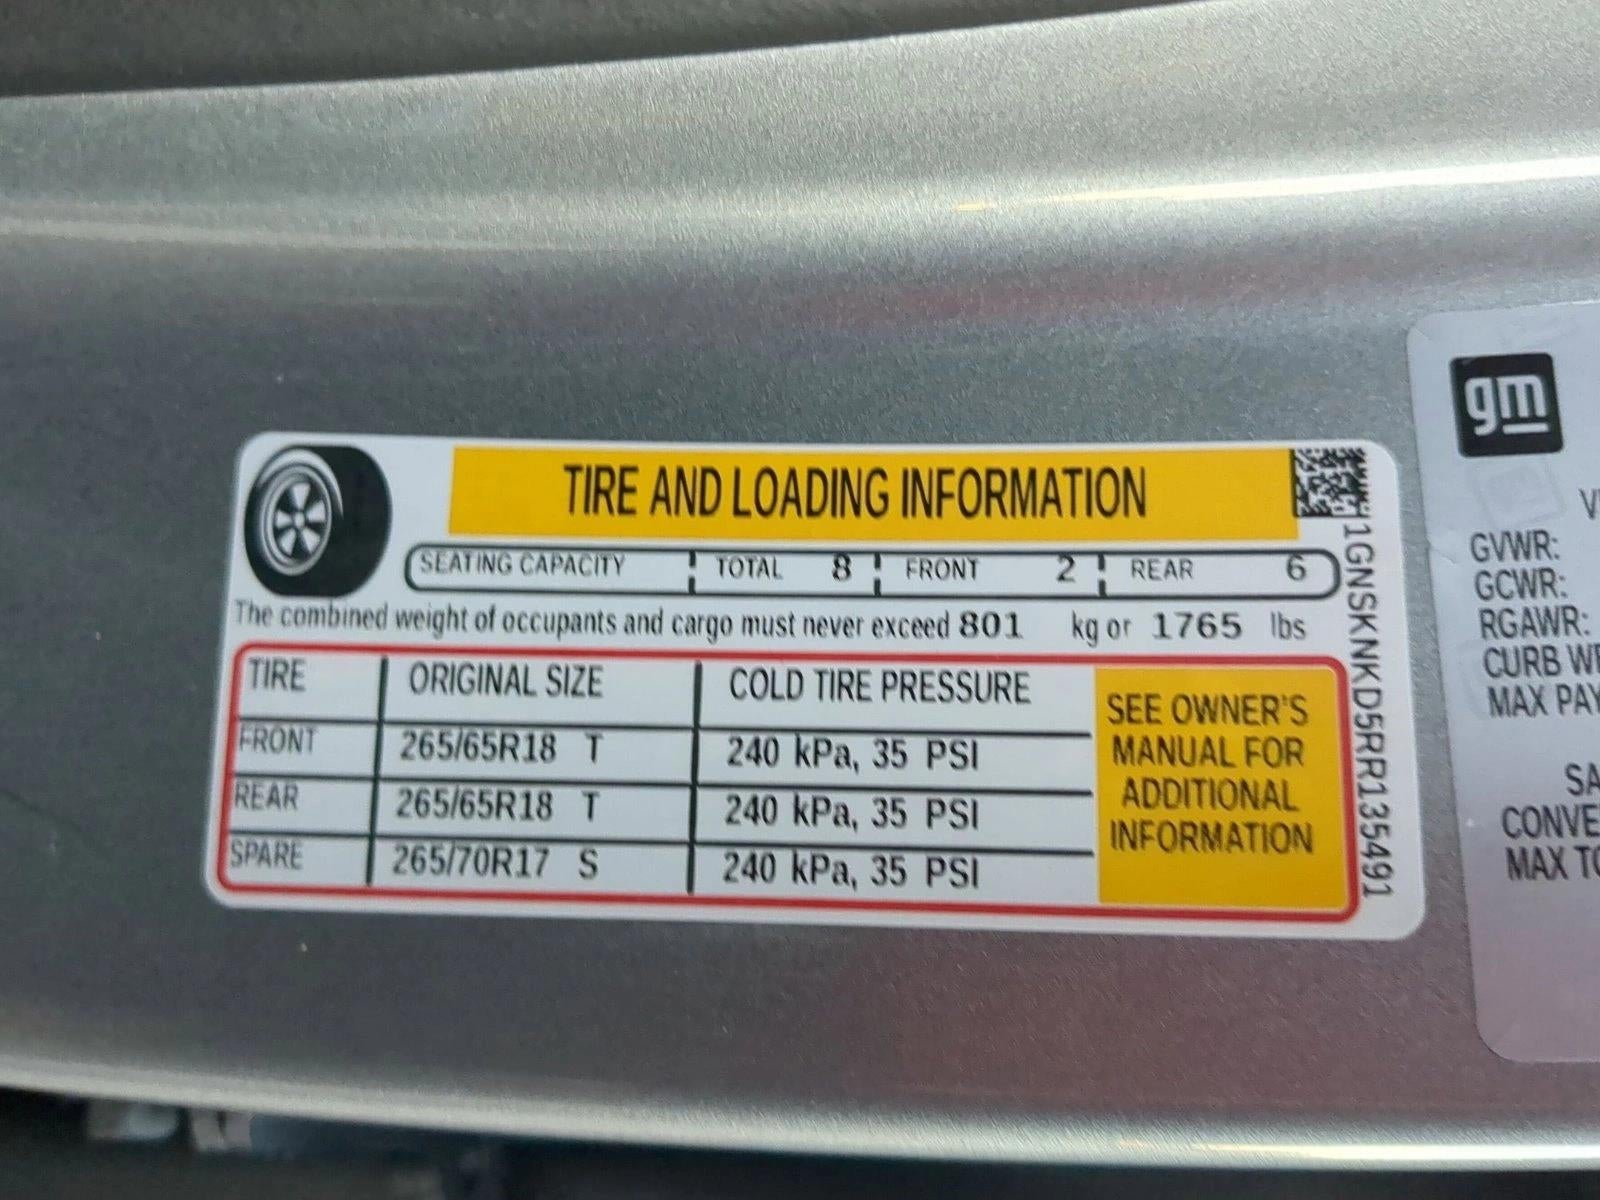 TIRE AND LOADING INFORMATION
SEATING CAPACITY TOTAL 8 FRONT 2 REAR 6
The combined weight of occupants and cargo must never exceed 801 kg or 1765 lbs
TIRE ORIGINAL SIZE COLD TIRE PRESSURE
FRONT 265/65R18 T 240 kPa, 35 PSI
REAR 265/65R18 T 240 kPa, 35 PSI
SPARE 265/70R17 S 240 kPa, 35 PSI
SEE OWNER'S
MANUAL FOR
ADDITIONAL
INFORMATION
1GNSKNKD5RR135491
gm
GVWR:
GCWR:
RGAWR:
CURB
MAX
MAX